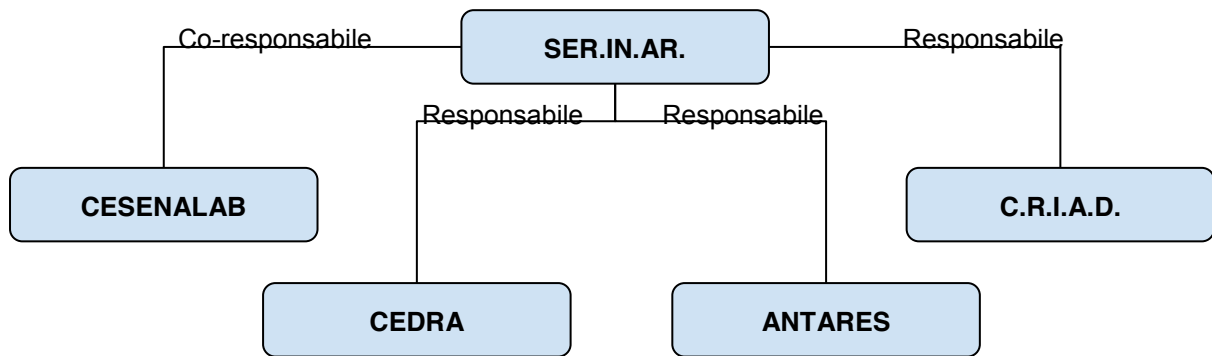 Co-responsabile
SER.IN.AR.
Responsabile
Responsabile
Responsabile
CESENALAB
C.R.I.A.D.
CEDRA
ANTARES